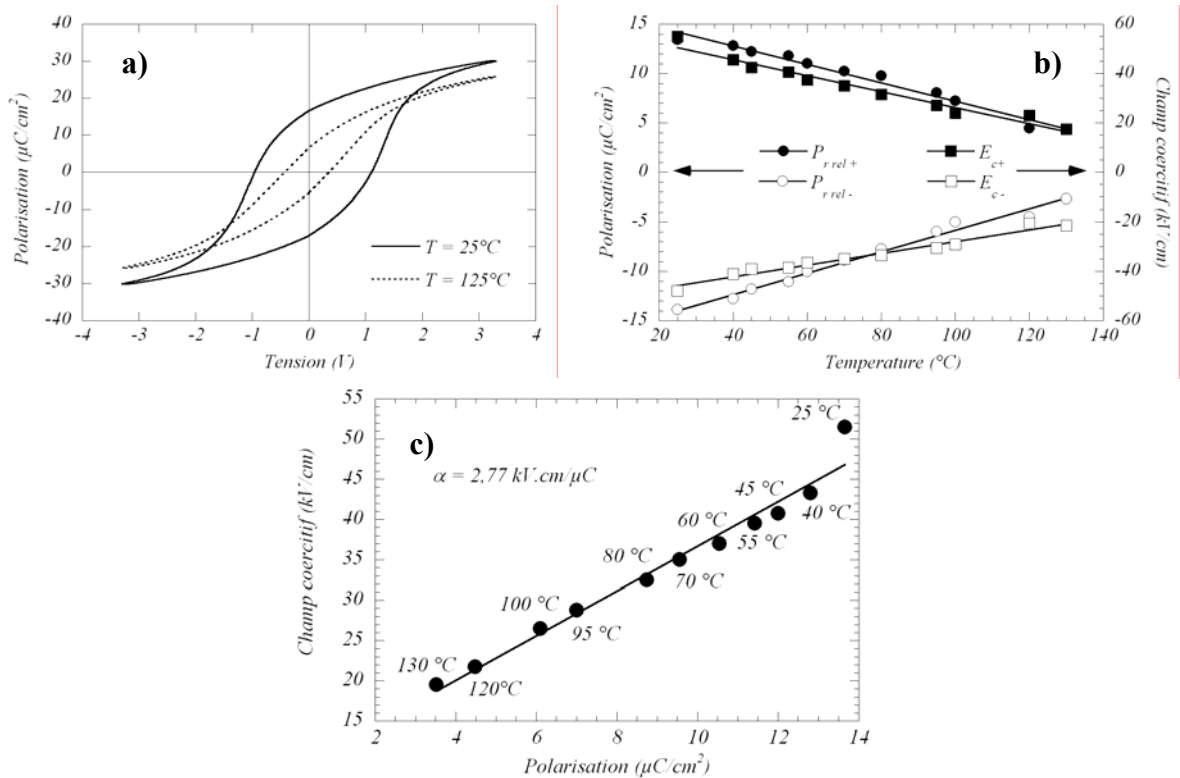 a)
40
30
20
10
0
-10
-20
-30
-40
Polarisation (µC/cm²)
T = 25°C
T = 125°C
-4 -3 -2 -1 0 1 2 3 4
Tension (V)
b)
15
10
5
0
-5
-10
-15
Polarisation (µC/cm²)
P r rel + E c+
P r rel - E c -
60
40
20
0
-20
-40
-60
Champ coercitif (kV/cm)
20 40 60 80 100 120 140
Temperature (°C)
c)
55
50
45
40
35
30
25
20
15
Champ coercitif (kV/cm)
α = 2,77 kV.cm/µC
25 °C
45 °C
40 °C
60 °C
55 °C
80 °C
70 °C
100 °C
95 °C
130 °C
120°C
2 4 6 8 10 12 14
Polarisation (µC/cm²)